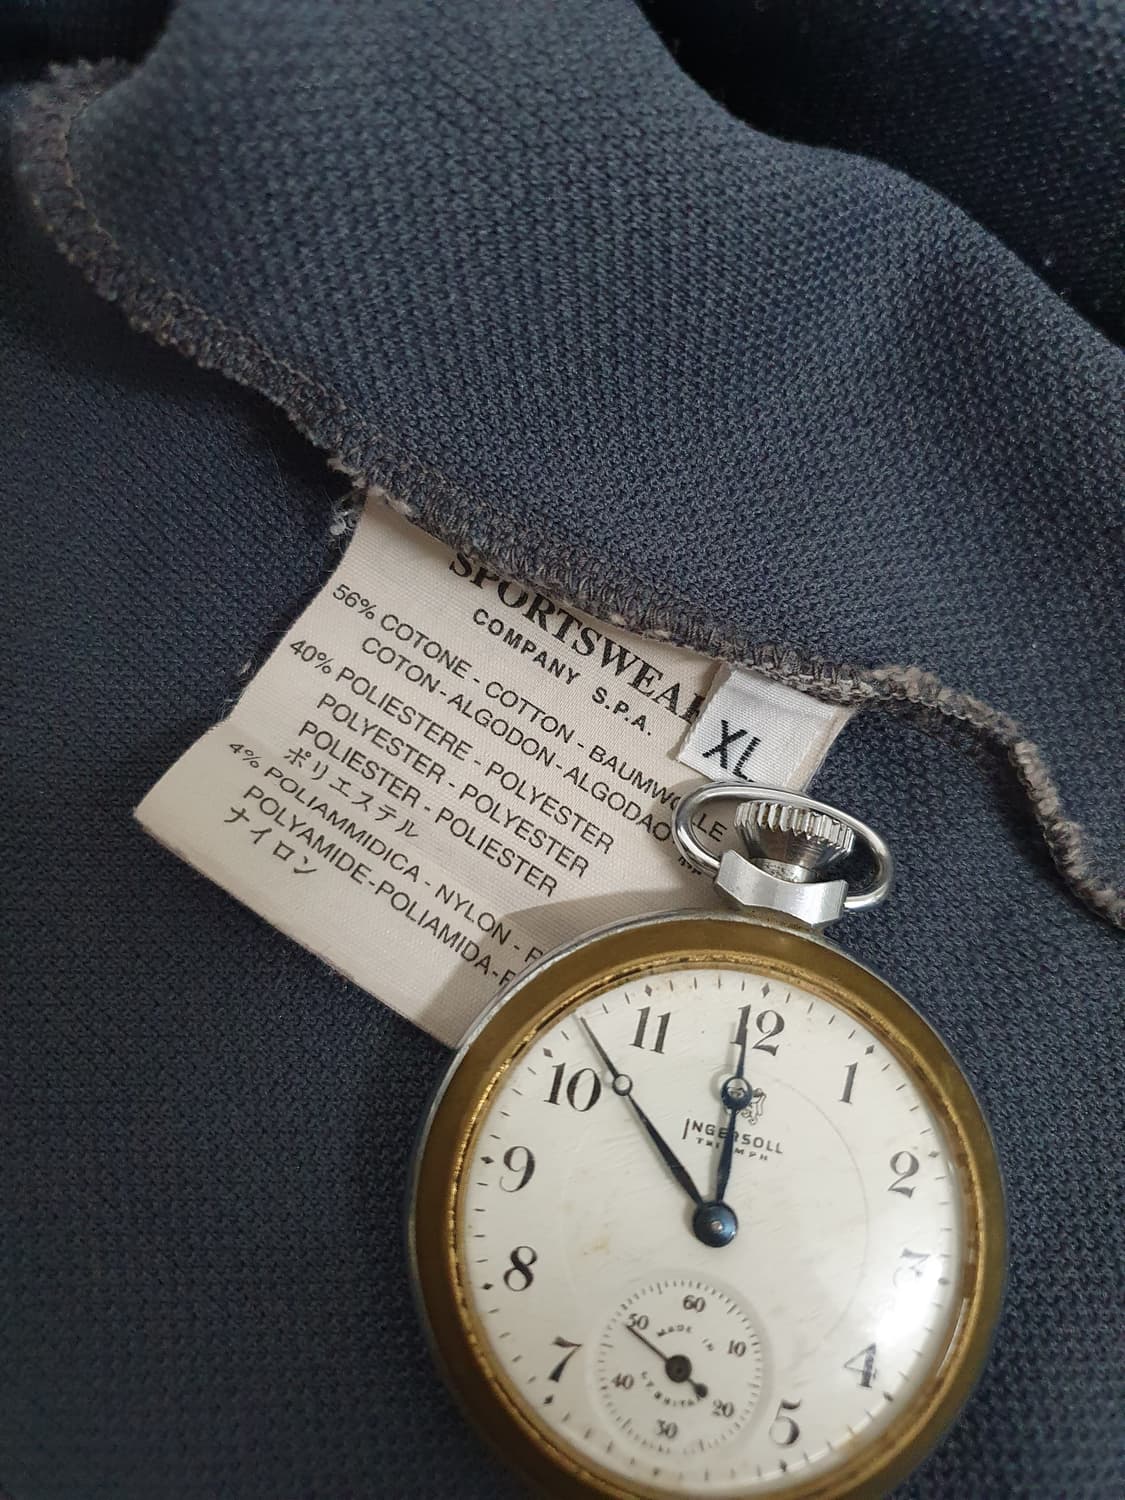 SPORTSWEAR
COMPANY S.P.A.
XL
56% COTONE - COTTON - BAUMWOLLE
COTON - ALGODON - ALGODAO
40% POLIESTERE - POLYESTER
POLYESTER - POLYESTER
POLIESTER - POLIESTER
ポリエステル
4% POLIAMMIDICA - NYLON -
POLYAMIDE-POLIAMIDA-
ナイロン
11 12 1
10 2
9 3
8 4
7 5
INGERSOLL
TRIUMPH
60
50 10
40 20
30
MADE IN
GT. BRITAIN